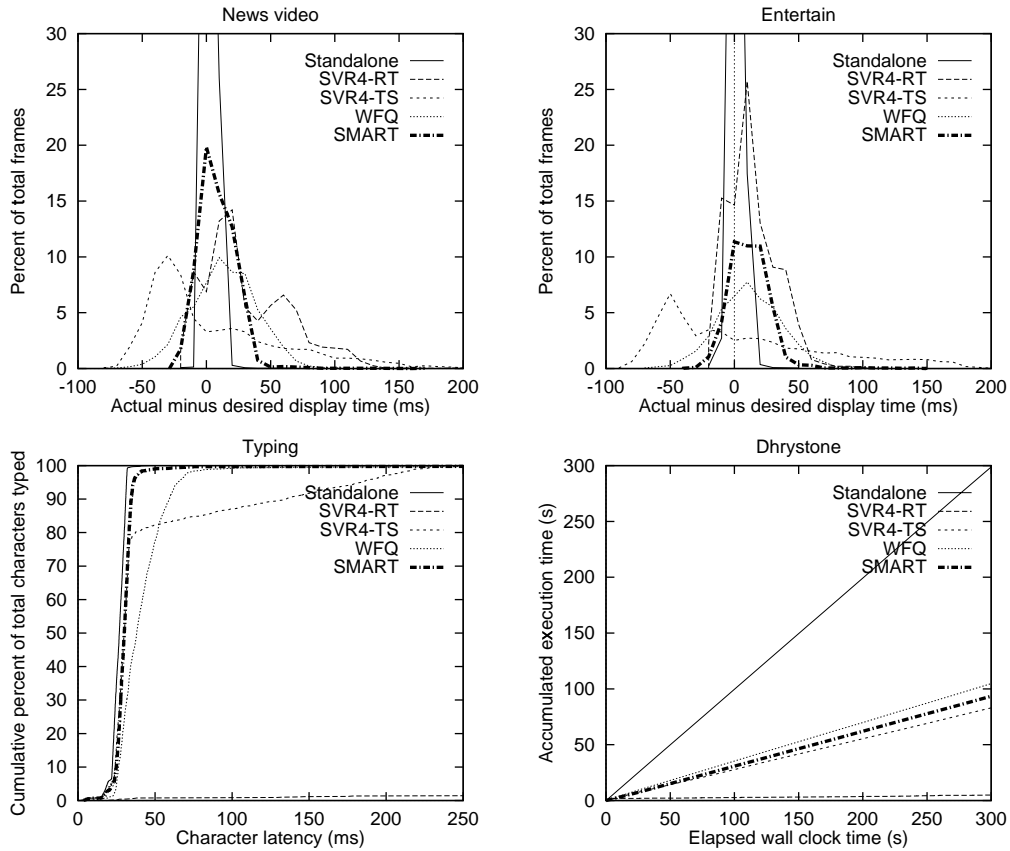 News video
Percent of total frames
30
25
20
15
10
5
0
-100 -50 0 50 100 150 200
Actual minus desired display time (ms)
Standalone
SVR4-RT
SVR4-TS
WFQ
SMART
Entertain
Percent of total frames
30
25
20
15
10
5
0
-100 -50 0 50 100 150 200
Actual minus desired display time (ms)
Standalone
SVR4-RT
SVR4-TS
WFQ
SMART
Typing
Cumulative percent of total characters typed
100
90
80
70
60
50
40
30
20
10
0
0 50 100 150 200 250
Character latency (ms)
Standalone
SVR4-RT
SVR4-TS
WFQ
SMART
Dhrystone
Accumulated execution time (s)
300
250
200
150
100
50
0
0 50 100 150 200 250 300
Elapsed wall clock time (s)
Standalone
SVR4-RT
SVR4-TS
WFQ
SMART